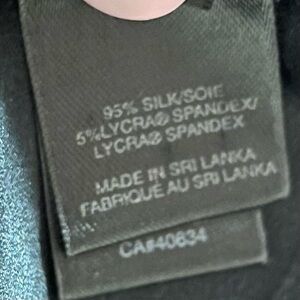 95% SILK/SOIE
5%LYCRA® SPANDEX/
LYCRA® SPANDEX
MADE IN SRI LANKA
FABRIQUÉ AU SRI LANKA
CA#40634